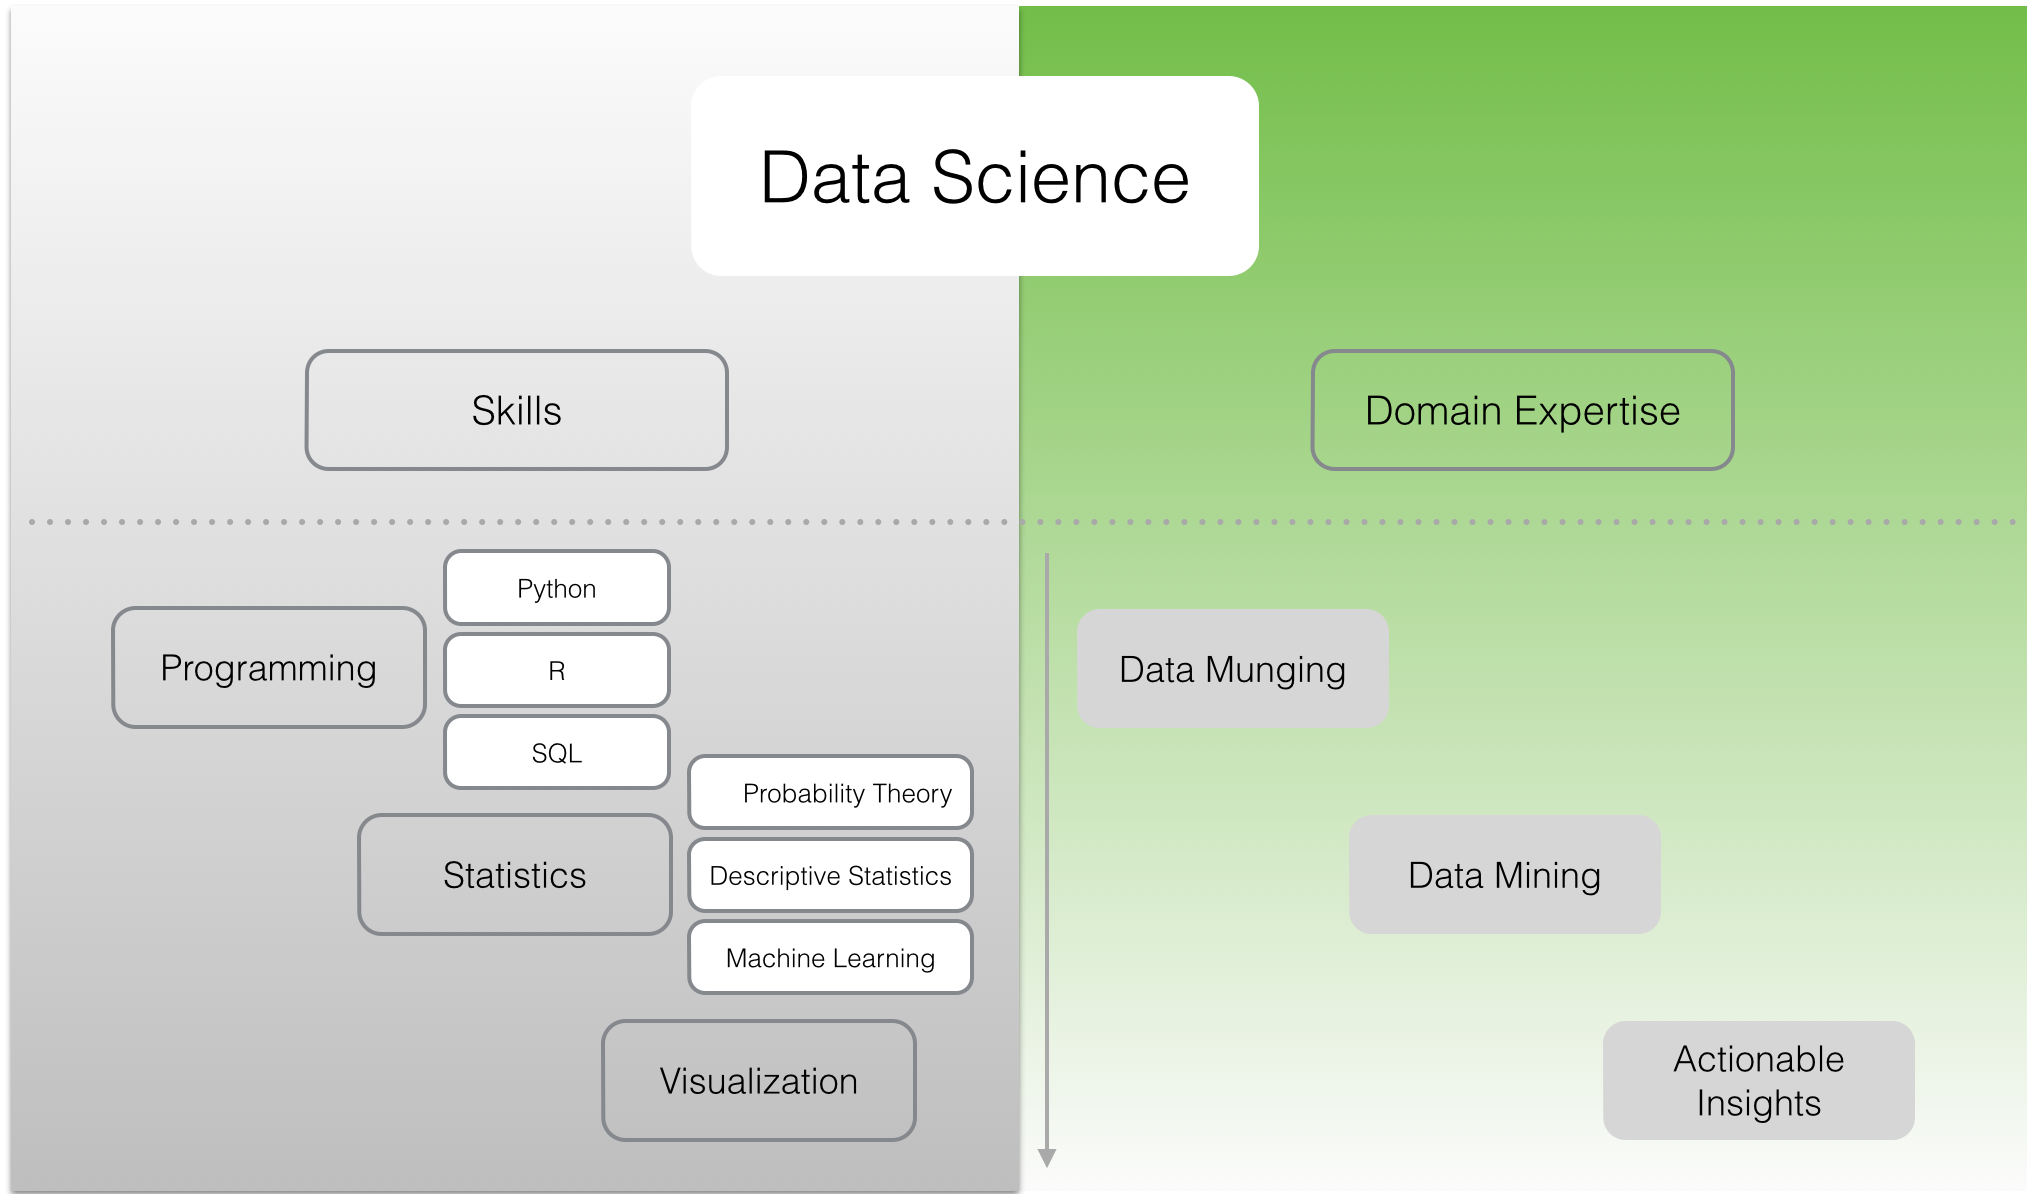 Data Science
Skills
Domain Expertise
Python
Programming
R
SQL
Probability Theory
Statistics
Descriptive Statistics
Machine Learning
Visualization
Data Munging
Data Mining
Actionable
Insights